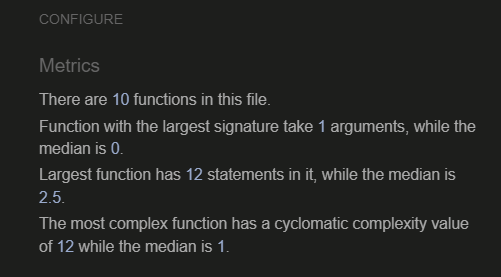 CONFIGURE
Metrics
There are 10 functions in this file.
Function with the largest signature take 1 arguments, while the
median is 0.
Largest function has 12 statements in it, while the median is
2.5.
The most complex function has a cyclomatic complexity value
of 12 while the median is 1.